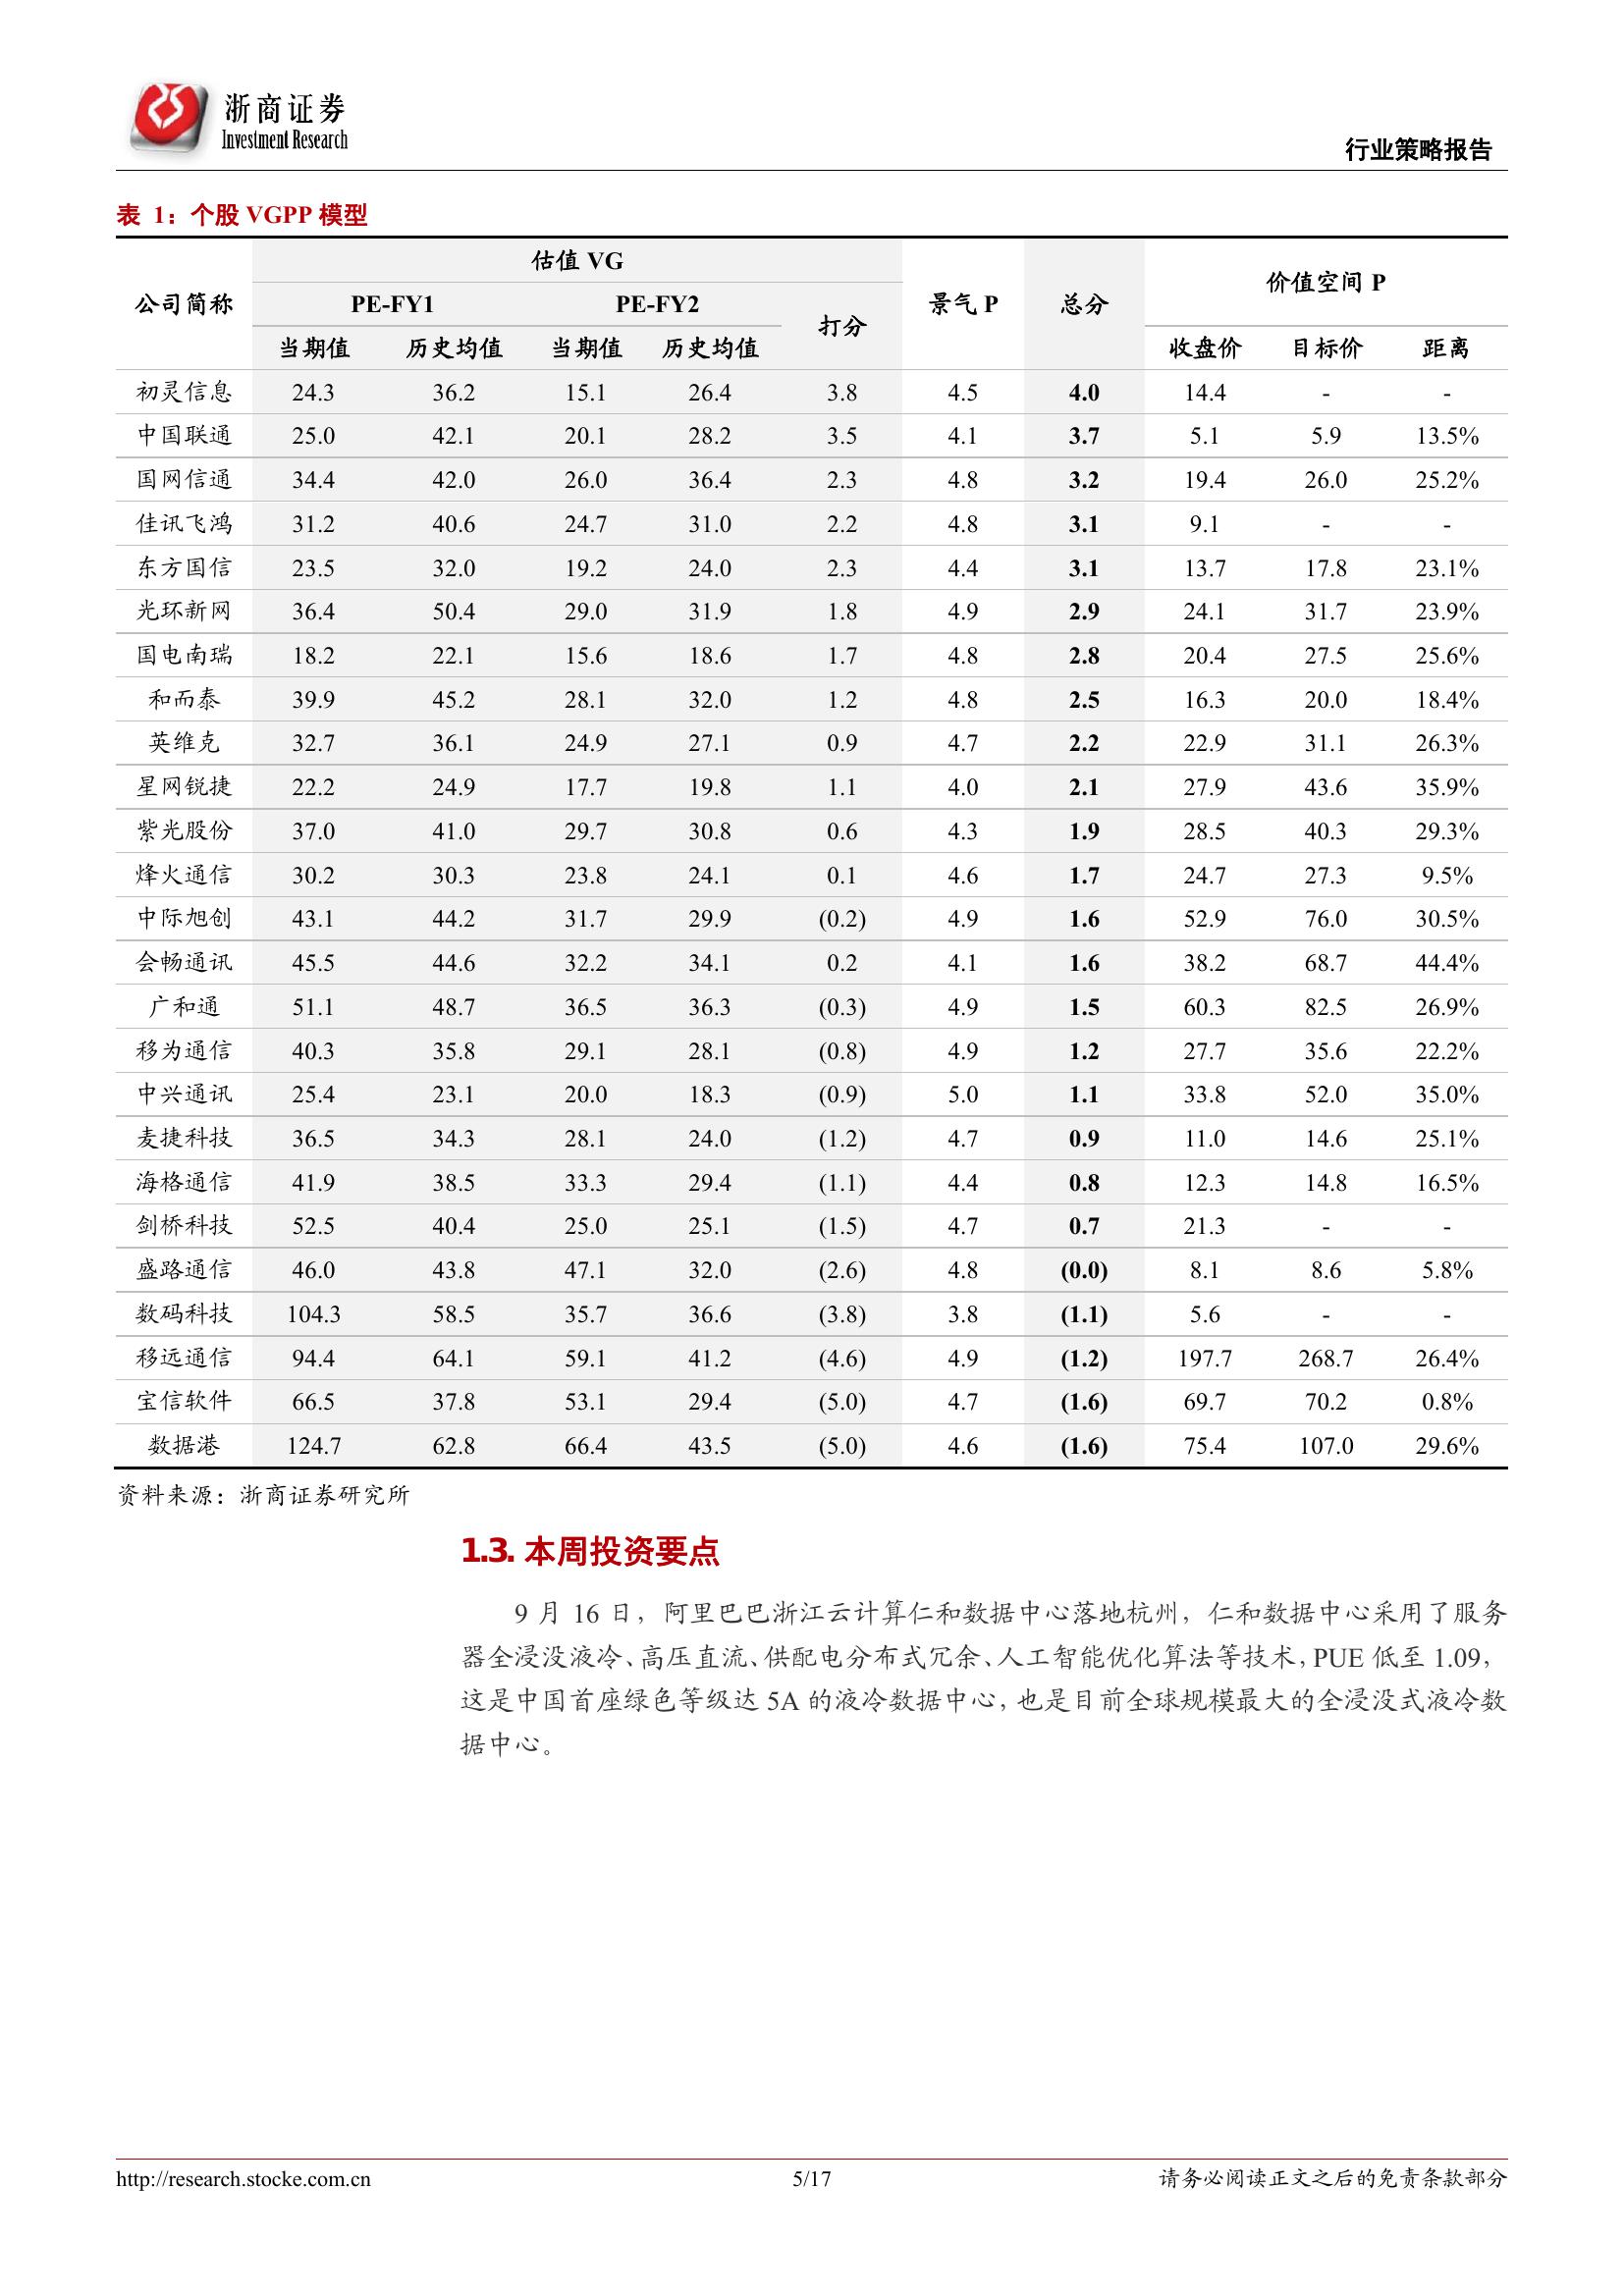 浙商证券
Investment Research
行业策略报告
表 1：个股 VGPP 模型
公司简称 估值 VG 景气 P 总分 价值空间 P
PE-FY1 PE-FY2 打分
当期值 历史均值 当期值 历史均值 收盘价 目标价 距离
初灵信息 24.3 36.2 15.1 26.4 3.8 4.5 4.0 14.4 - -
中国联通 25.0 42.1 20.1 28.2 3.5 4.1 3.7 5.1 5.9 13.5%
国网信通 34.4 42.0 26.0 36.4 2.3 4.8 3.2 19.4 26.0 25.2%
佳讯飞鸿 31.2 40.6 24.7 31.0 2.2 4.8 3.1 9.1 - -
东方国信 23.5 32.0 19.2 24.0 2.3 4.4 3.1 13.7 17.8 23.1%
光环新网 36.4 50.4 29.0 31.9 1.8 4.9 2.9 24.1 31.7 23.9%
国电南瑞 18.2 22.1 15.6 18.6 1.7 4.8 2.8 20.4 27.5 25.6%
和而泰 39.9 45.2 28.1 32.0 1.2 4.8 2.5 16.3 20.0 18.4%
英维克 32.7 36.1 24.9 27.1 0.9 4.7 2.2 22.9 31.1 26.3%
星网锐捷 22.2 24.9 17.7 19.8 1.1 4.0 2.1 27.9 43.6 35.9%
紫光股份 37.0 41.0 29.7 30.8 0.6 4.3 1.9 28.5 40.3 29.3%
烽火通信 30.2 30.3 23.8 24.1 0.1 4.6 1.7 24.7 27.3 9.5%
中际旭创 43.1 44.2 31.7 29.9 (0.2) 4.9 1.6 52.9 76.0 30.5%
会畅通讯 45.5 44.6 32.2 34.1 0.2 4.1 1.6 38.2 68.7 44.4%
广和通 51.1 48.7 36.5 36.3 (0.3) 4.9 1.5 60.3 82.5 26.9%
移为通信 40.3 35.8 29.1 28.1 (0.8) 4.9 1.2 27.7 35.6 22.2%
中兴通讯 25.4 23.1 20.0 18.3 (0.9) 5.0 1.1 33.8 52.0 35.0%
麦捷科技 36.5 34.3 28.1 24.0 (1.2) 4.7 0.9 11.0 14.6 25.1%
海格通信 41.9 38.5 33.3 29.4 (1.1) 4.4 0.8 12.3 14.8 16.5%
剑桥科技 52.5 40.4 25.0 25.1 (1.5) 4.7 0.7 21.3 - -
盛路通信 46.0 43.8 47.1 32.0 (2.6) 4.8 (0.0) 8.1 8.6 5.8%
数码科技 104.3 58.5 35.7 36.6 (3.8) 3.8 (1.1) 5.6 - -
移远通信 94.4 64.1 59.1 41.2 (4.6) 4.9 (1.2) 197.7 268.7 26.4%
宝信软件 66.5 37.8 53.1 29.4 (5.0) 4.7 (1.6) 69.7 70.2 0.8%
数据港 124.7 62.8 66.4 43.5 (5.0) 4.6 (1.6) 75.4 107.0 29.6%
资料来源：浙商证券研究所
1.3. 本周投资要点
9 月 16 日，阿里巴巴浙江云计算仁和数据中心落地杭州，仁和数据中心采用了服务
器全浸没液冷、高压直流、供配电分布式冗余、人工智能优化算法等技术，PUE 低至 1.09，
这是中国首座绿色等级达 5A 的液冷数据中心，也是目前全球规模最大的全浸没式液冷数
据中心。
http://research.stocke.com.cn 5/17 请务必阅读正文之后的免责条款部分